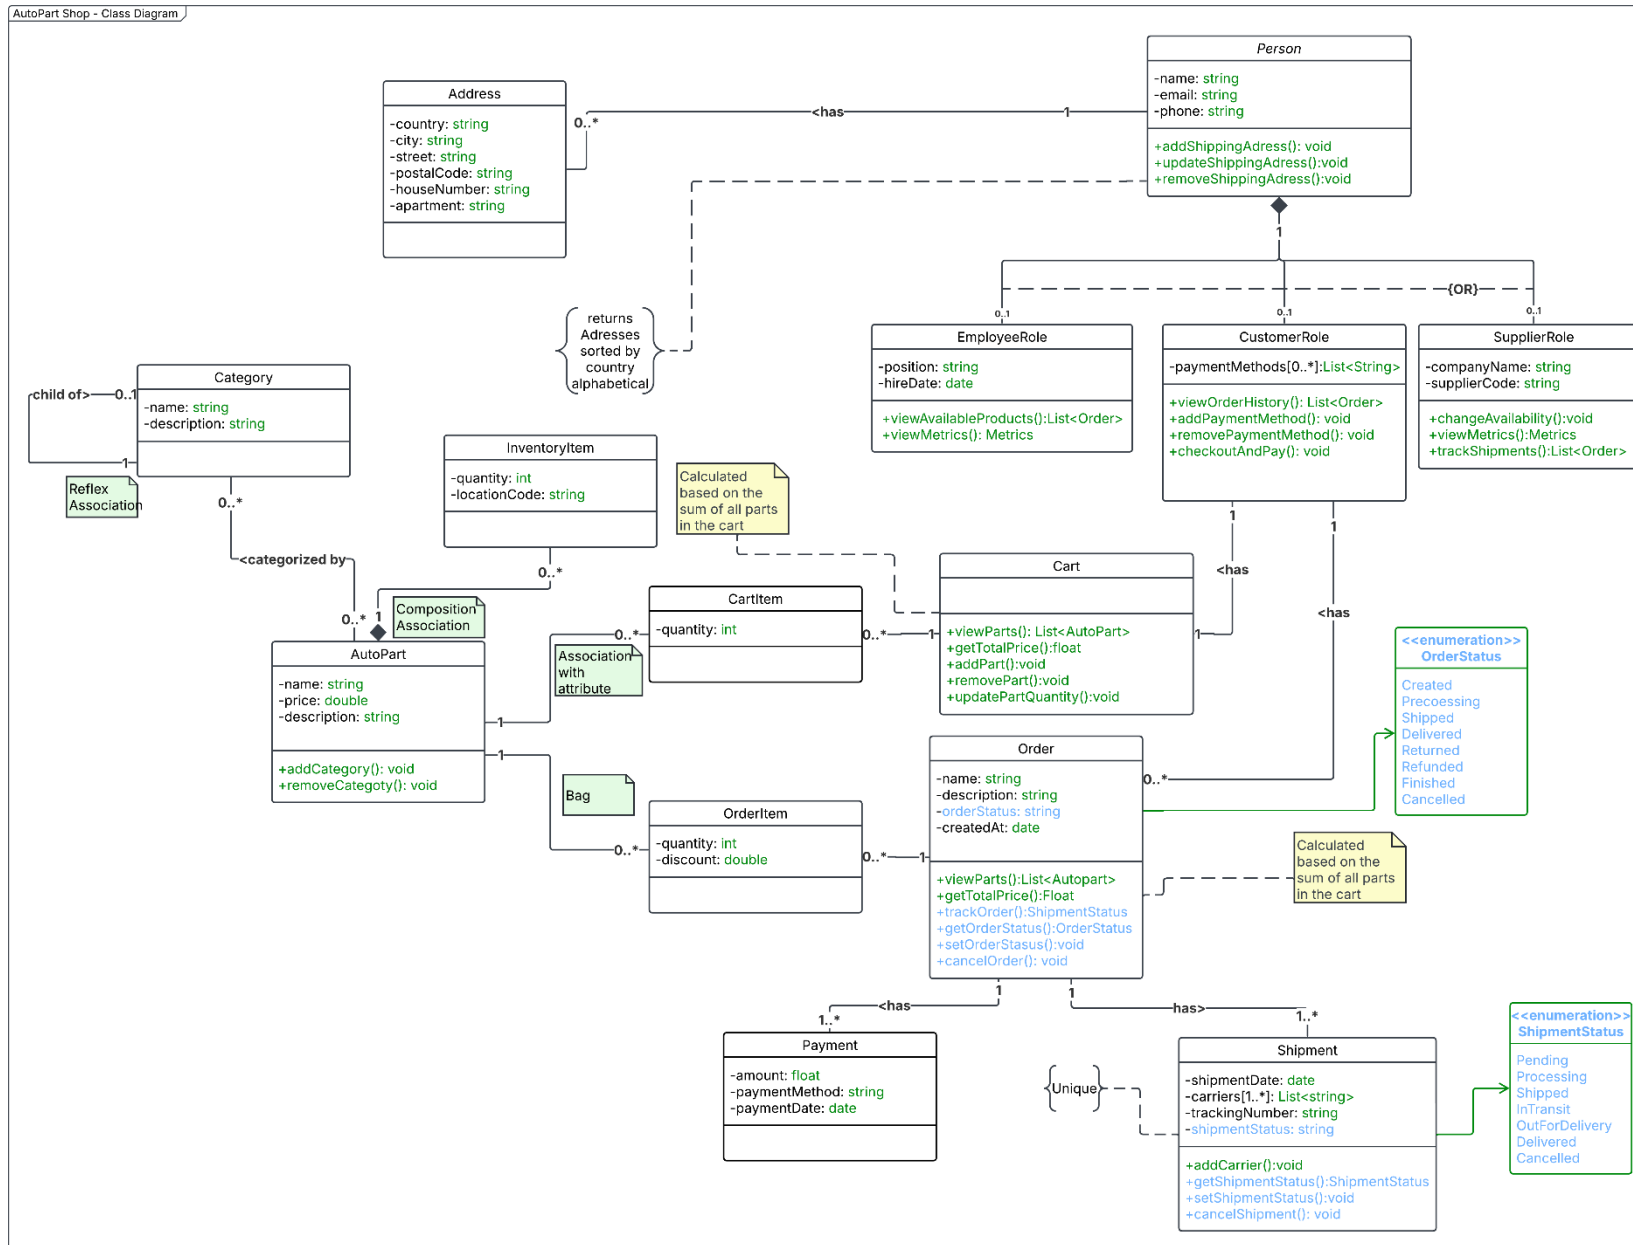 AutoPart Shop - Class Diagram
Person
-name: string
-email: string
-phone: string
+addShippingAdress(): void
+updateShippingAdress():void
+removeShippingAdress():void
Address
-country: string
-city: string
-street: string
-postalCode: string
-houseNumber: string
-apartment: string
0..*
<has
1
1
{OR}
0..1
0..1
0..1
returns
Adresses
sorted by
country
alphabetical
EmployeeRole
-position: string
-hireDate: date
+viewAvailableProducts():List<Order>
+viewMetrics(): Metrics
CustomerRole
-paymentMethods[0..*]:List<String>
+viewOrderHistory(): List<Order>
+addPaymentMethod(): void
+removePaymentMethod(): void
+checkoutAndPay(): void
SupplierRole
-companyName: string
-supplierCode: string
+changeAvailability():void
+viewMetrics():Metrics
+trackShipments():List<Order>
Category
-name: string
-description: string
child of>
0..1
1
Reflex
Association
0..*
<categorized by
0..*
InventoryItem
-quantity: int
-locationCode: string
0..*
1
Composition
Association
Calculated
based on the
sum of all parts
in the cart
AutoPart
-name: string
-price: double
-description: string
+addCategory(): void
+removeCategoty(): void
CartItem
-quantity: int
1
0..*
0..*
1
Association
with
attribute
Cart
+viewParts(): List<AutoPart>
+getTotalPrice():float
+addPart():void
+removePart():void
+updatePartQuantity():void
1
<has
1
1
<has
0..*
<<enumeration>>
OrderStatus
Created
Precoessing
Shipped
Delivered
Returned
Refunded
Finished
Cancelled
1
Bag
0..*
OrderItem
-quantity: int
-discount: double
0..*
1
Order
-name: string
-description: string
-orderStatus: string
-createdAt: date
+viewParts():List<Autopart>
+getTotalPrice():Float
+trackOrder():ShipmentStatus
+getOrderStatus():OrderStatus
+setOrderStasus():void
+cancelOrder(): void
Calculated
based on the
sum of all parts
in the cart
1
<has
1..*
1
has>
1..*
Payment
-amount: float
-paymentMethod: string
-paymentDate: date
{Unique}
Shipment
-shipmentDate: date
-carriers[1..*]: List<string>
-trackingNumber: string
-shipmentStatus: string
+addCarrier():void
+getShipmentStatus():ShipmentStatus
+setShipmentStatus():void
+cancelShipment(): void
<<enumeration>>
ShipmentStatus
Pending
Processing
Shipped
InTransit
OutForDelivery
Delivered
Cancelled